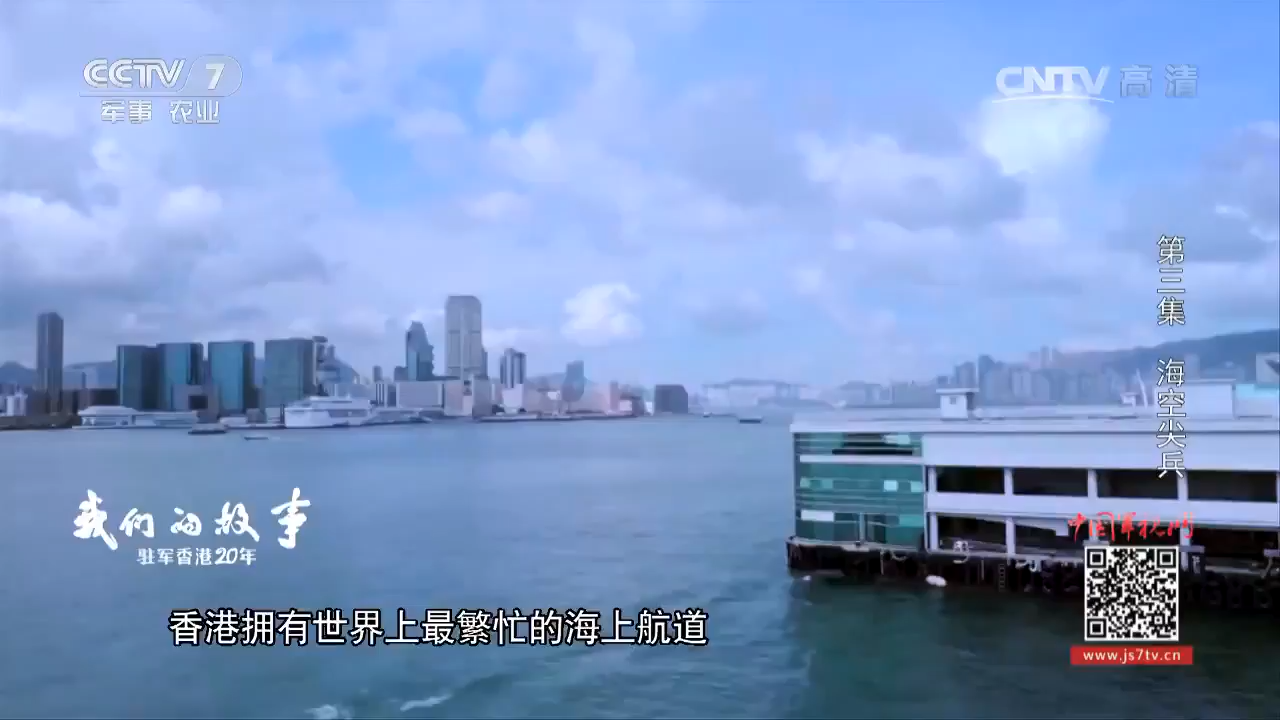 CCTV 7
军事 农业
CNTV 高清
第三集 海空尖兵
我们的故事
驻军香港20年
中国军视网
www.js7tv.cn
香港拥有世界上最繁忙的海上航道